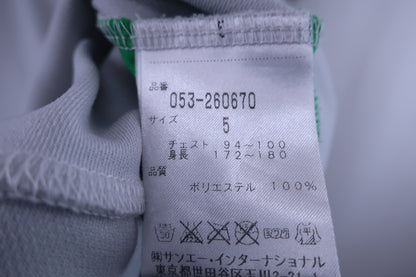 品番
053-260670
サイズ
5
チェスト 94~100
身長 172~180
品質
ポリエステル 100%
㈱サンエー・インターナショナル
東京都世田谷区玉川2-21-